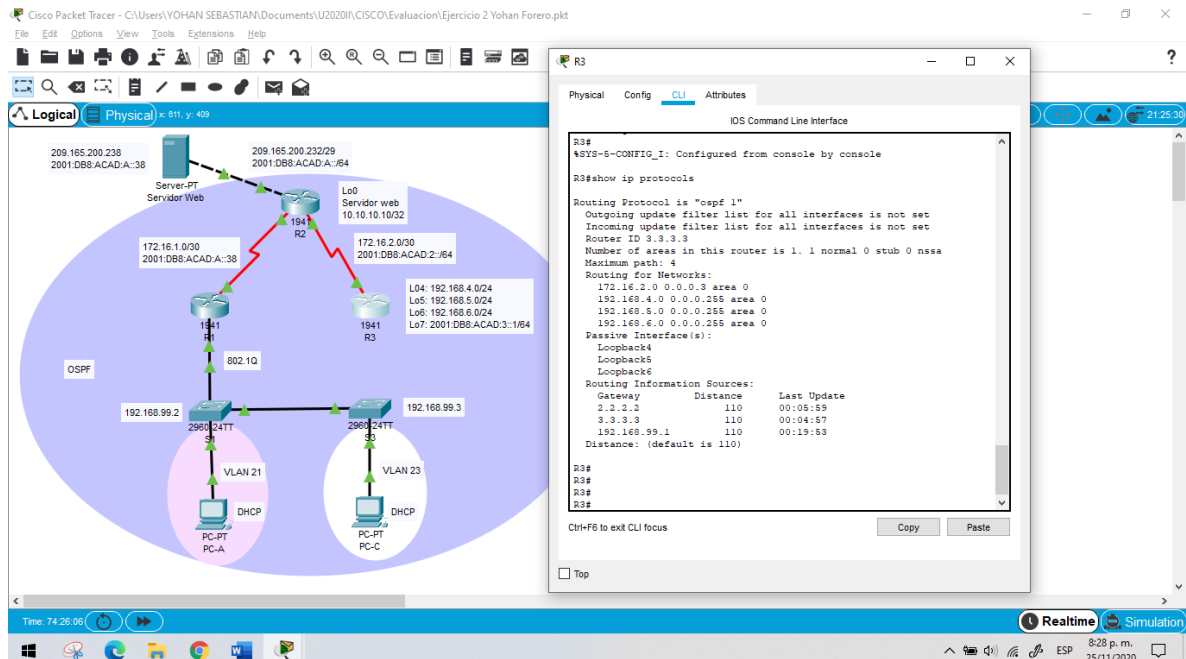 Cisco Packet Tracer - C:\Users\YOHAN SEBASTIAN\Documents\U2020II\CISCO\Evaluacion\Ejercicio 2 Yohan Forero.pkt
File Edit Options View Tools Extensions Help
?
Logical
Physical
x: 611, y: 409
21:25:30
209.165.200.238
2001:DB8:ACAD:A::38
209.165.200.232/29
2001:DB8:ACAD:A::/64
Server-PT
Servidor Web
Lo0
Servidor web
10.10.10.10/32
1941
R2
172.16.1.0/30
2001:DB8:ACAD:A::38
172.16.2.0/30
2001:DB8:ACAD:2::/64
L04: 192.168.4.0/24
Lo5: 192.168.5.0/24
Lo6: 192.168.6.0/24
Lo7: 2001:DB8:ACAD:3::1/64
1941
R1
1941
R3
802.1Q
OSPF
192.168.99.2
192.168.99.3
2960-24TT
S1
2960-24TT
S3
VLAN 21
VLAN 23
DHCP
DHCP
PC-PT
PC-A
PC-PT
PC-C
R3
Physical Config CLI Attributes
IOS Command Line Interface
R3#
%SYS-5-CONFIG_I: Configured from console by console
R3#show ip protocols
Routing Protocol is "ospf 1"
Outgoing update filter list for all interfaces is not set
Incoming update filter list for all interfaces is not set
Router ID 3.3.3.3
Number of areas in this router is 1. 1 normal 0 stub 0 nssa
Maximum path: 4
Routing for Networks:
172.16.2.0 0.0.0.3 area 0
192.168.4.0 0.0.0.255 area 0
192.168.5.0 0.0.0.255 area 0
192.168.6.0 0.0.0.255 area 0
Passive Interface(s):
Loopback4
Loopback5
Loopback6
Routing Information Sources:
Gateway Distance Last Update
2.2.2.2 110 00:05:59
3.3.3.3 110 00:04:57
192.168.99.1 110 00:19:53
Distance: (default is 110)
R3#
R3#
R3#
R3#
Ctrl+F6 to exit CLI focus
Copy
Paste
Top
Time: 74:26:06
Realtime
Simulation
ESP
8:28 p. m.
25/11/2020